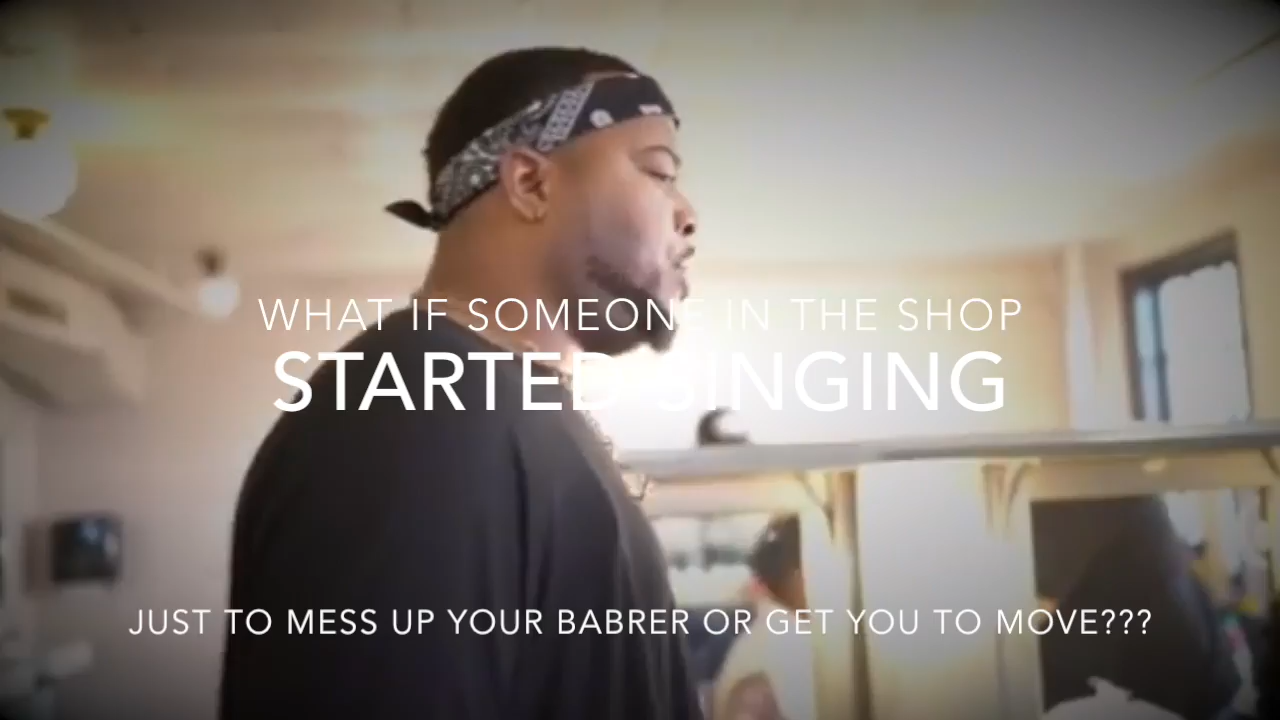 WHAT IF SOMEONE IN THE SHOP
STARTED SINGING
JUST TO MESS UP YOUR BABRER OR GET YOU TO MOVE???